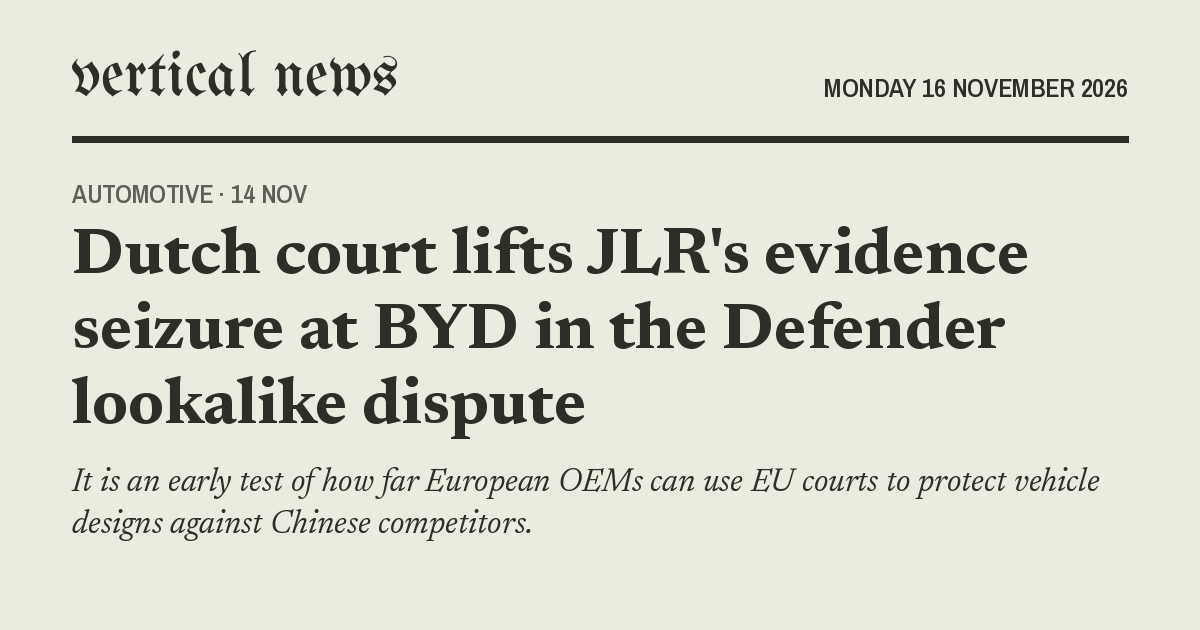 vertical news
MONDAY 16 NOVEMBER 2026
AUTOMOTIVE · 14 NOV
Dutch court lifts JLR's evidence
seizure at BYD in the Defender
lookalike dispute
It is an early test of how far European OEMs can use EU courts to protect vehicle
designs against Chinese competitors.